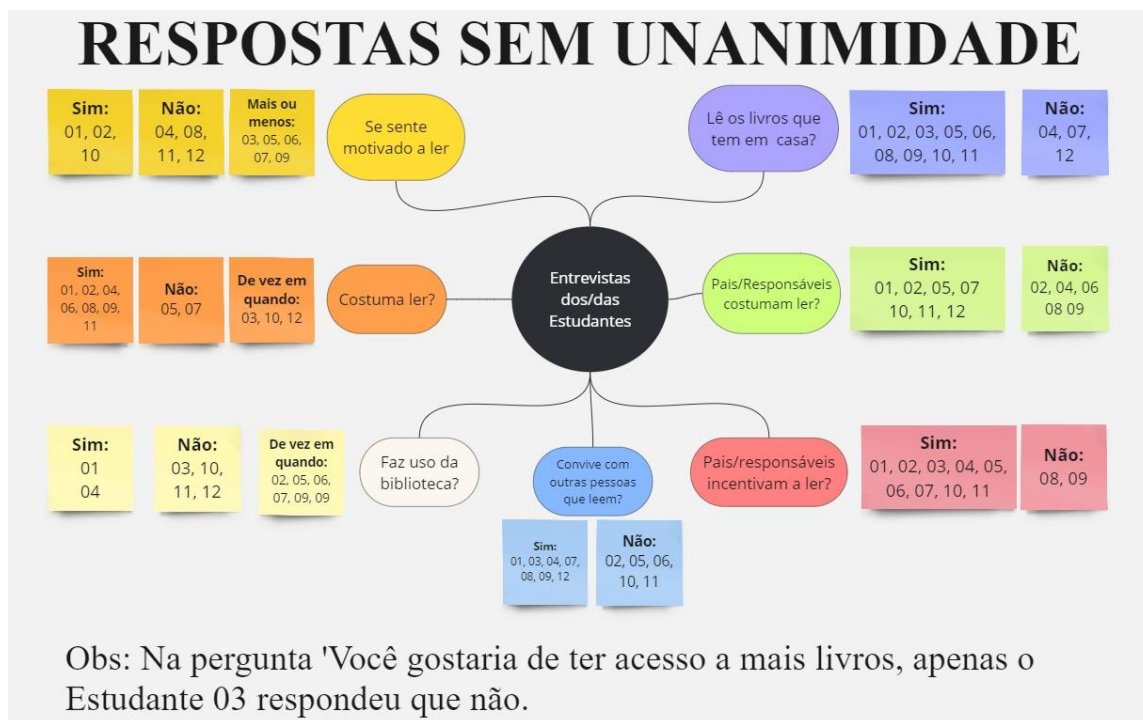 RESPOSTAS SEM UNANIMIDADE
Sim:
01, 02,
10
Não:
04, 08,
11, 12
Mais ou
menos:
03, 05, 06,
07, 09
Se sente
motivado a ler
Lê os livros que
tem em casa?
Sim:
01, 02, 03, 05, 06,
08, 09, 10, 11
Não:
04, 07,
12
Sim:
01, 02, 04,
06, 08, 09,
11
Não:
05, 07
De vez em
quando:
03, 10, 12
Costuma ler?
Entrevistas
dos/das
Estudantes
Pais/Responsáveis
costumam ler?
Sim:
01, 02, 05, 07
10, 11, 12
Não:
02, 04, 06
08 09
Sim:
01
04
Não:
03, 10,
11, 12
De vez em
quando:
02, 05, 06,
07, 09, 09
Faz uso da
biblioteca?
Convive com
outras pessoas
que leem?
Sim:
01, 03, 04, 07,
08, 09, 12
Não:
02, 05, 06,
10, 11
Pais/responsáveis
incentivam a ler?
Sim:
01, 02, 03, 04, 05,
06, 07, 10, 11
Não:
08, 09
Obs: Na pergunta 'Você gostaria de ter acesso a mais livros, apenas o
Estudante 03 respondeu que não.